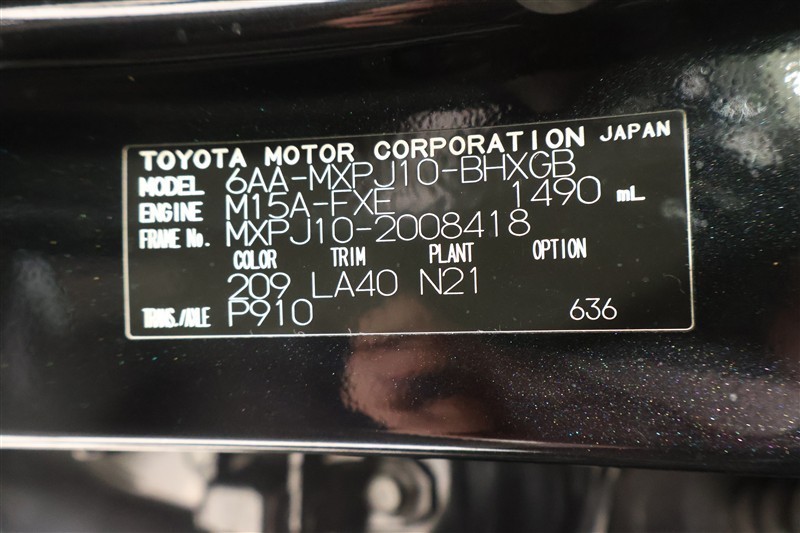 TOYOTA MOTOR CORPORATION JAPAN
MODEL 6AA-MXPJ10-BHXGB
ENGINE M15A-FXE 1490 mL
FRAME No. MXPJ10-2008418
COLOR TRIM PLANT OPTION
209 LA40 N21
TRANS./AXLE P910 636